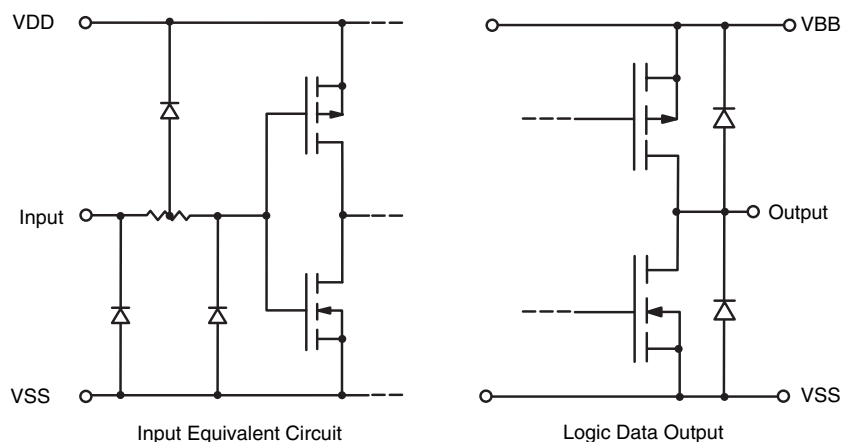 VDD
VBB
Input
Output
VSS
VSS
Input Equivalent Circuit
Logic Data Output